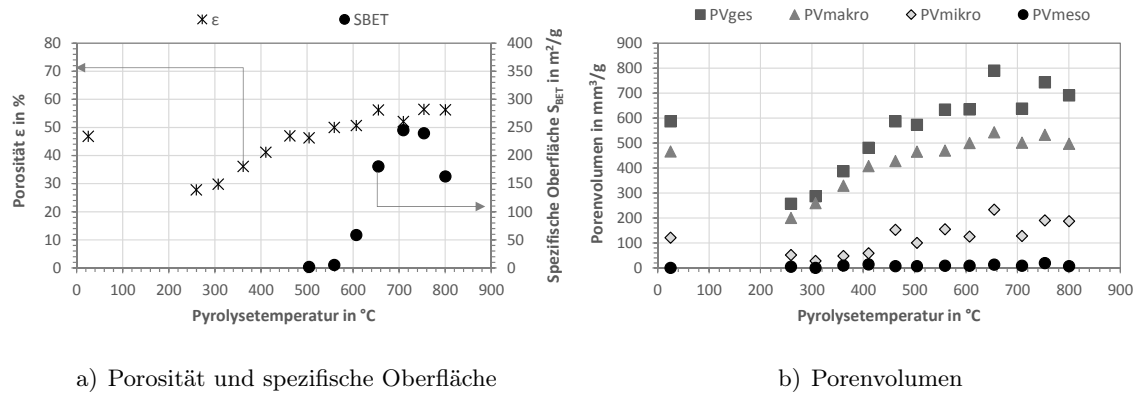 ε SBET
80
70
60
50
40
30
20
10
0
Porosität ε in %
400
350
300
250
200
150
100
50
0
Spezifische Oberfläche SBET in m²/g
0 100 200 300 400 500 600 700 800 900
Pyrolysetemperatur in °C
a) Porosität und spezifische Oberfläche
PVges PVmakro PVmikro PVmeso
900
800
700
600
500
400
300
200
100
0
Porenvolumen in mm³/g
0 100 200 300 400 500 600 700 800 900
Pyrolysetemperatur in °C
b) Porenvolumen